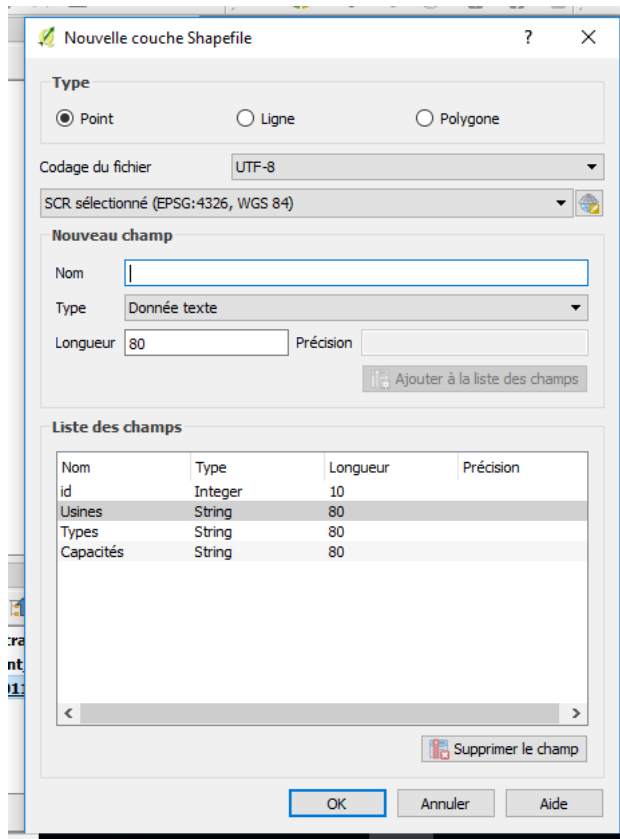 Nouvelle couche Shapefile
?
Type
Point Ligne Polygone
Codage du fichier UTF-8
SCR sélectionné (EPSG:4326, WGS 84)
Nouveau champ
Nom
Type Donnée texte
Longueur 80 Précision
Ajouter à la liste des champs
Liste des champs
Nom Type Longueur Précision
id Integer 10
Usines String 80
Types String 80
Capacités String 80
Supprimer le champ
OK Annuler Aide